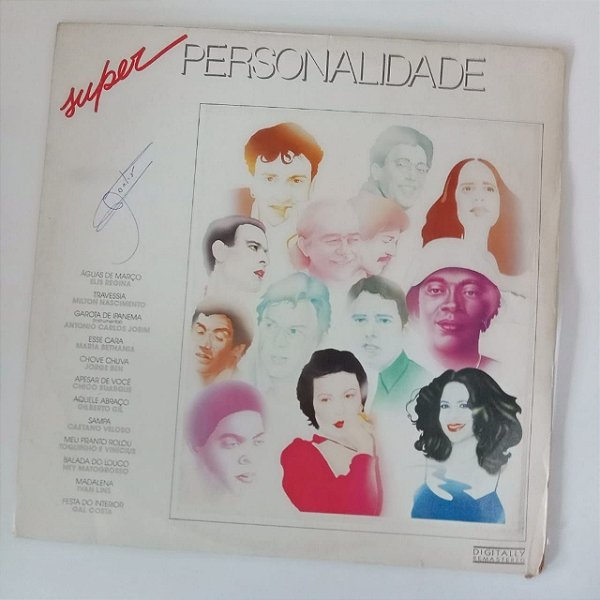 super
PERSONALIDADE
ÁGUAS DE MARÇO
ELIS REGINA
TRAVESSIA
MILTON NASCIMENTO
GAROTA DE IPANEMA
(instrumental)
ANTONIO CARLOS JOBIM
ESSE CARA
MARIA BETHANIA
CHOVE CHUVA
JORGE BEN
APESAR DE VOCÊ
CHICO BUARQUE
AQUELE ABRAÇO
GILBERTO GIL
SAMPA
CAETANO VELOSO
MEU PRANTO ROLOU
TOQUINHO E VINICIUS
BALADA DO LOUCO
NEY MATOGROSSO
MADALENA
IVAN LINS
FESTA DO INTERIOR
GAL COSTA
DIGITALLY
REMASTERED